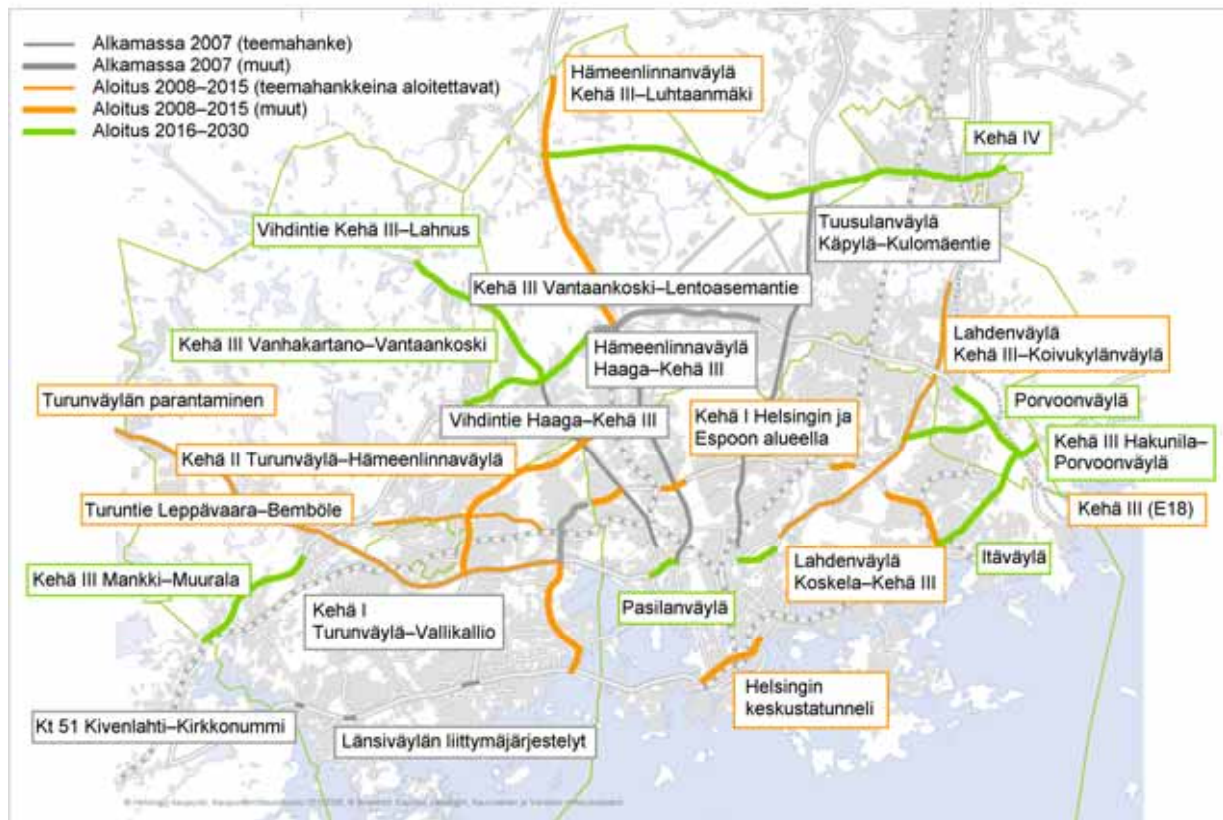 Alkamassa 2007 (teemahanke)
Alkamassa 2007 (muut)
Aloitus 2008–2015 (teemahankkeina aloitettavat)
Aloitus 2008–2015 (muut)
Aloitus 2016–2030
Hämeenlinnanväylä
Kehä III–Luhtaanmäki
Kehä IV
Tuusulanväylä
Käpylä–Kulomäentie
Vihdintie Kehä III–Lahnus
Kehä III Vantaankoski–Lentoasemantie
Kehä III Vanhakartano–Vantaankoski
Hämeenlinnaväylä
Haaga–Kehä III
Lahdenväylä
Kehä III–Koivukylänväylä
Turunväylän parantaminen
Vihdintie Haaga–Kehä III
Kehä I Helsingin ja
Espoon alueella
Porvoonväylä
Kehä III Hakunila–
Porvoonväylä
Kehä II Turunväylä–Hämeenlinnaväylä
Turuntie Leppävaara–Bemböle
Kehä III (E18)
Kehä III Mankki–Muurala
Lahdenväylä
Koskela–Kehä III
Itäväylä
Kehä I
Turunväylä–Vallikallio
Pasilanväylä
Helsingin
keskustatunneli
Kt 51 Kivenlahti–Kirkkonummi
Länsiväylän liittymäjärjestelyt